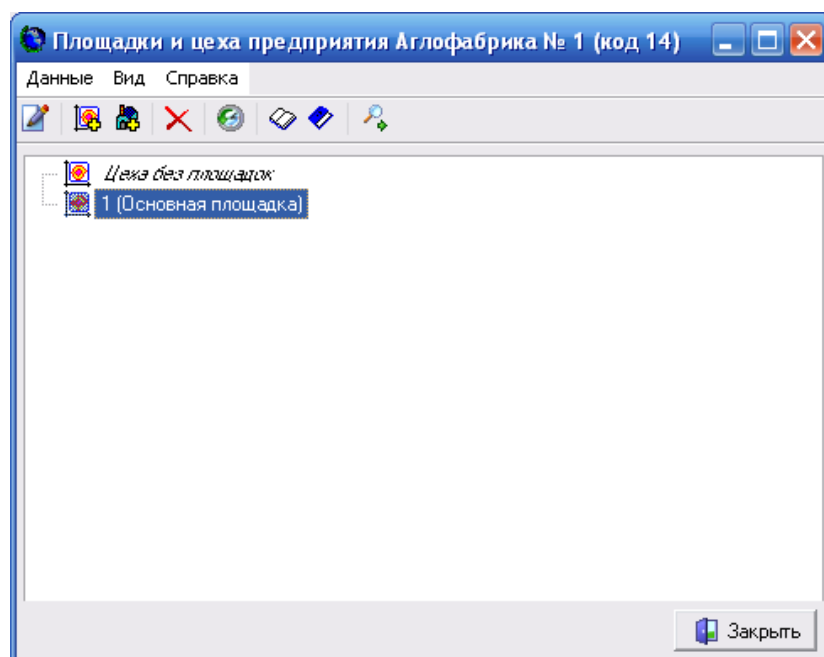 Площадки и цеха предприятия Аглофабрика № 1 (код 14)
Данные Вид Справка
Цеха без площадок
1 (Основная площадка)
Закрыть